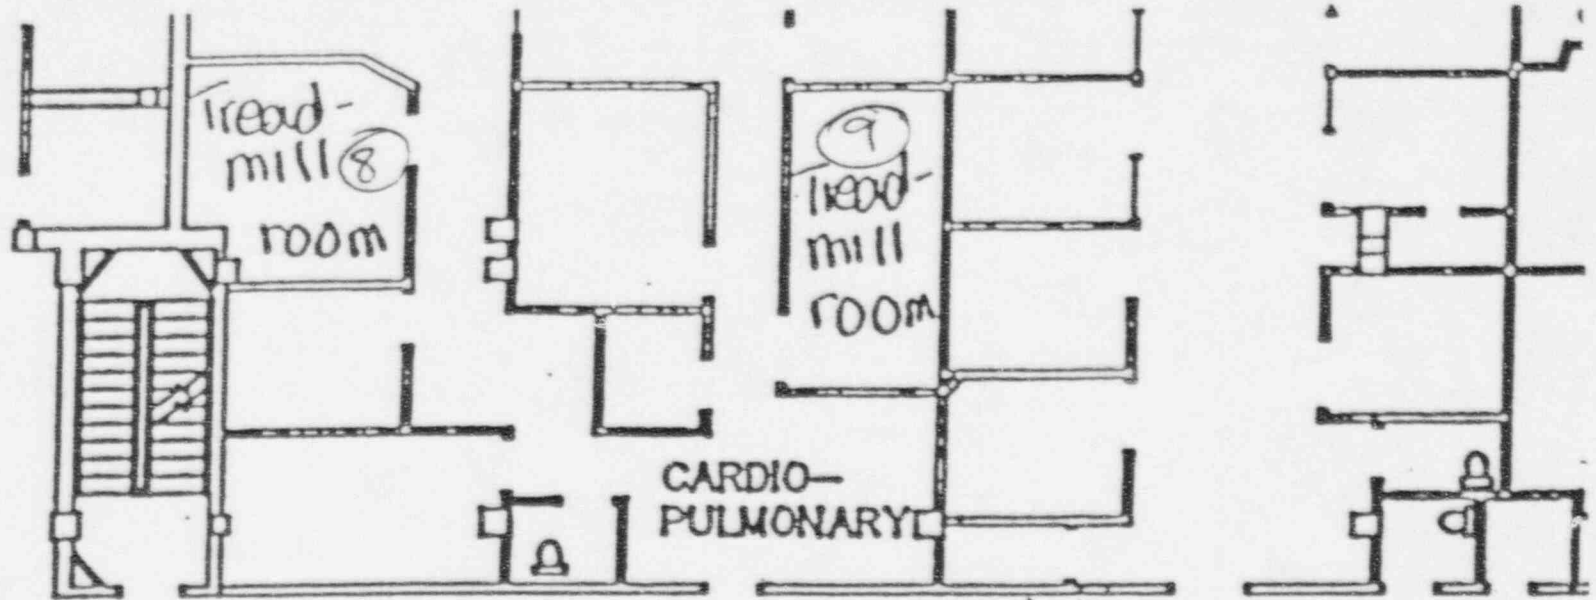 Tread-
mill 8
room
9
Tread-
mill
room
CARDIO-
PULMONARY